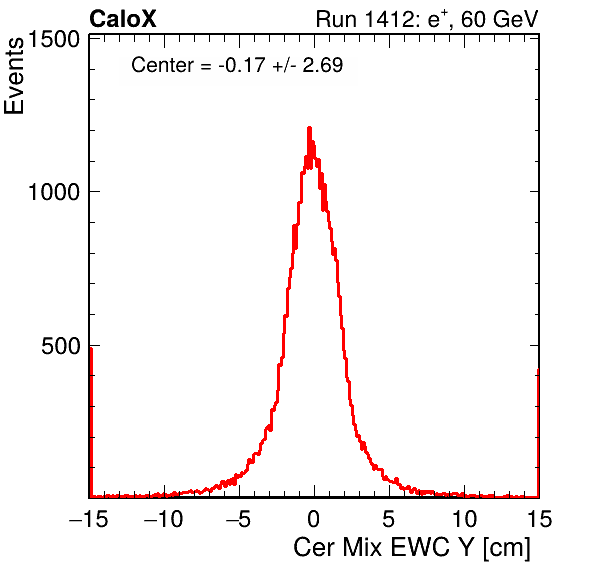 CaloX Run 1412: e⁺, 60 GeV
Events
Center = -0.17 +/- 2.69
1500
1000
500
−15 −10 −5 0 5 10 15
Cer Mix EWC Y [cm]